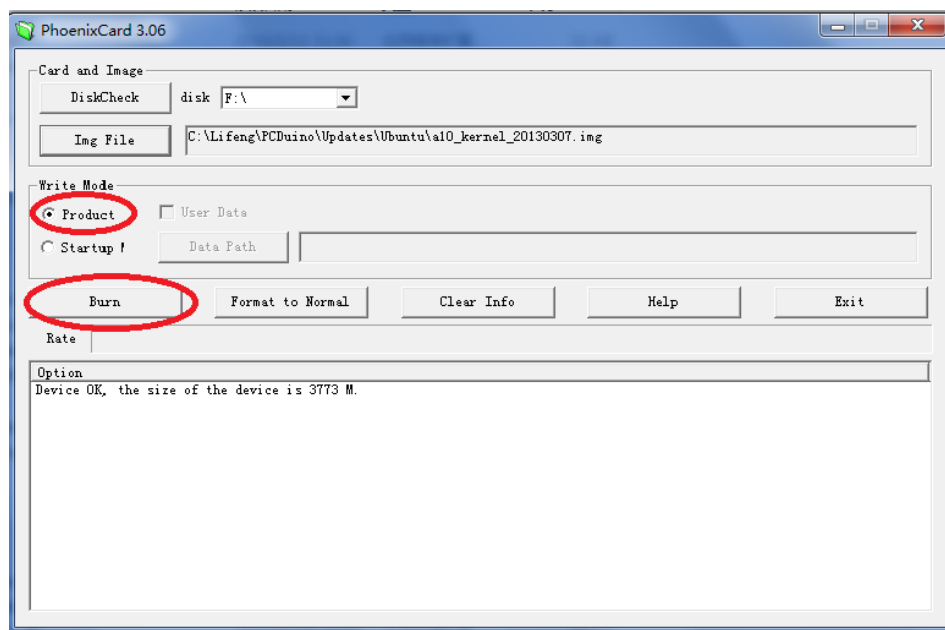 PhoenixCard 3.06
Card and Image
DiskCheck disk F:\
Img File C:\Lifeng\PCDuino\Updates\Ubuntu\a10_kernel_20130307.img
Write Mode
Product User Data
Startup Data Path
Burn Format to Normal Clear Info Help Exit
Rate
Option
Device OK, the size of the device is 3773 M.